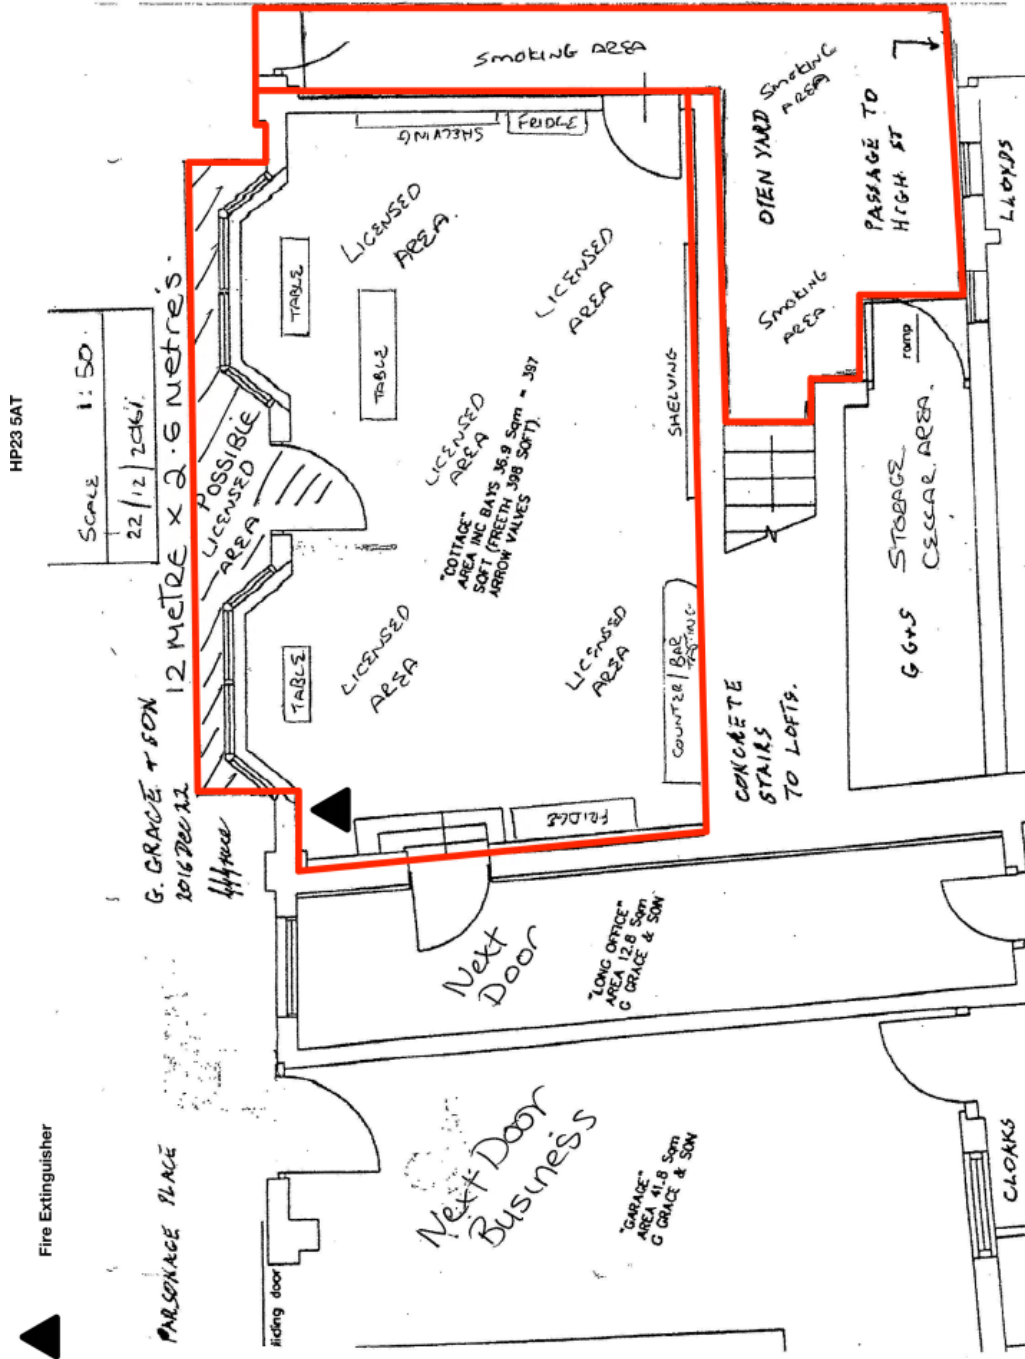 HP23 5AT
Fire Extinguisher
SCALE 1:50
22/12/2016
12 METRE x 2.6 Metre's.
G. GRACE + SON
2016 Dec 22
PARSONAGE PLACE
POSSIBLE
LICENSED
AREA
SMOKING AREA
SHELVING
FRIDGE
TABLE
TABLE
TABLE
LICENSED
AREA.
LICENSED
AREA
LICENSED
AREA
LICENSED
AREA
LICENSED
AREA
"COTTAGE"
AREA INC BAYS 36.9 Sqm = 397
SQFT (FREETH 398 SQFT).
ARROW VALVES
SHELVING
COUNTER/BAR
TASTING
FRIDGE
OPEN YARD
SMOKING
AREA
SMOKING
AREA
PASSAGE TO
HIGH ST
LLOYDS
ramp
STORAGE
CELLAR AREA.
G G+S
CONCRETE
STAIRS
TO LOFTS.
Next
Door
"LONG OFFICE"
AREA 12.8 Sqm
G GRACE & SON
Next Door
Business
"GARAGE"
AREA 41.8 Sqm
G GRACE & SON
liding door
CLOAKS